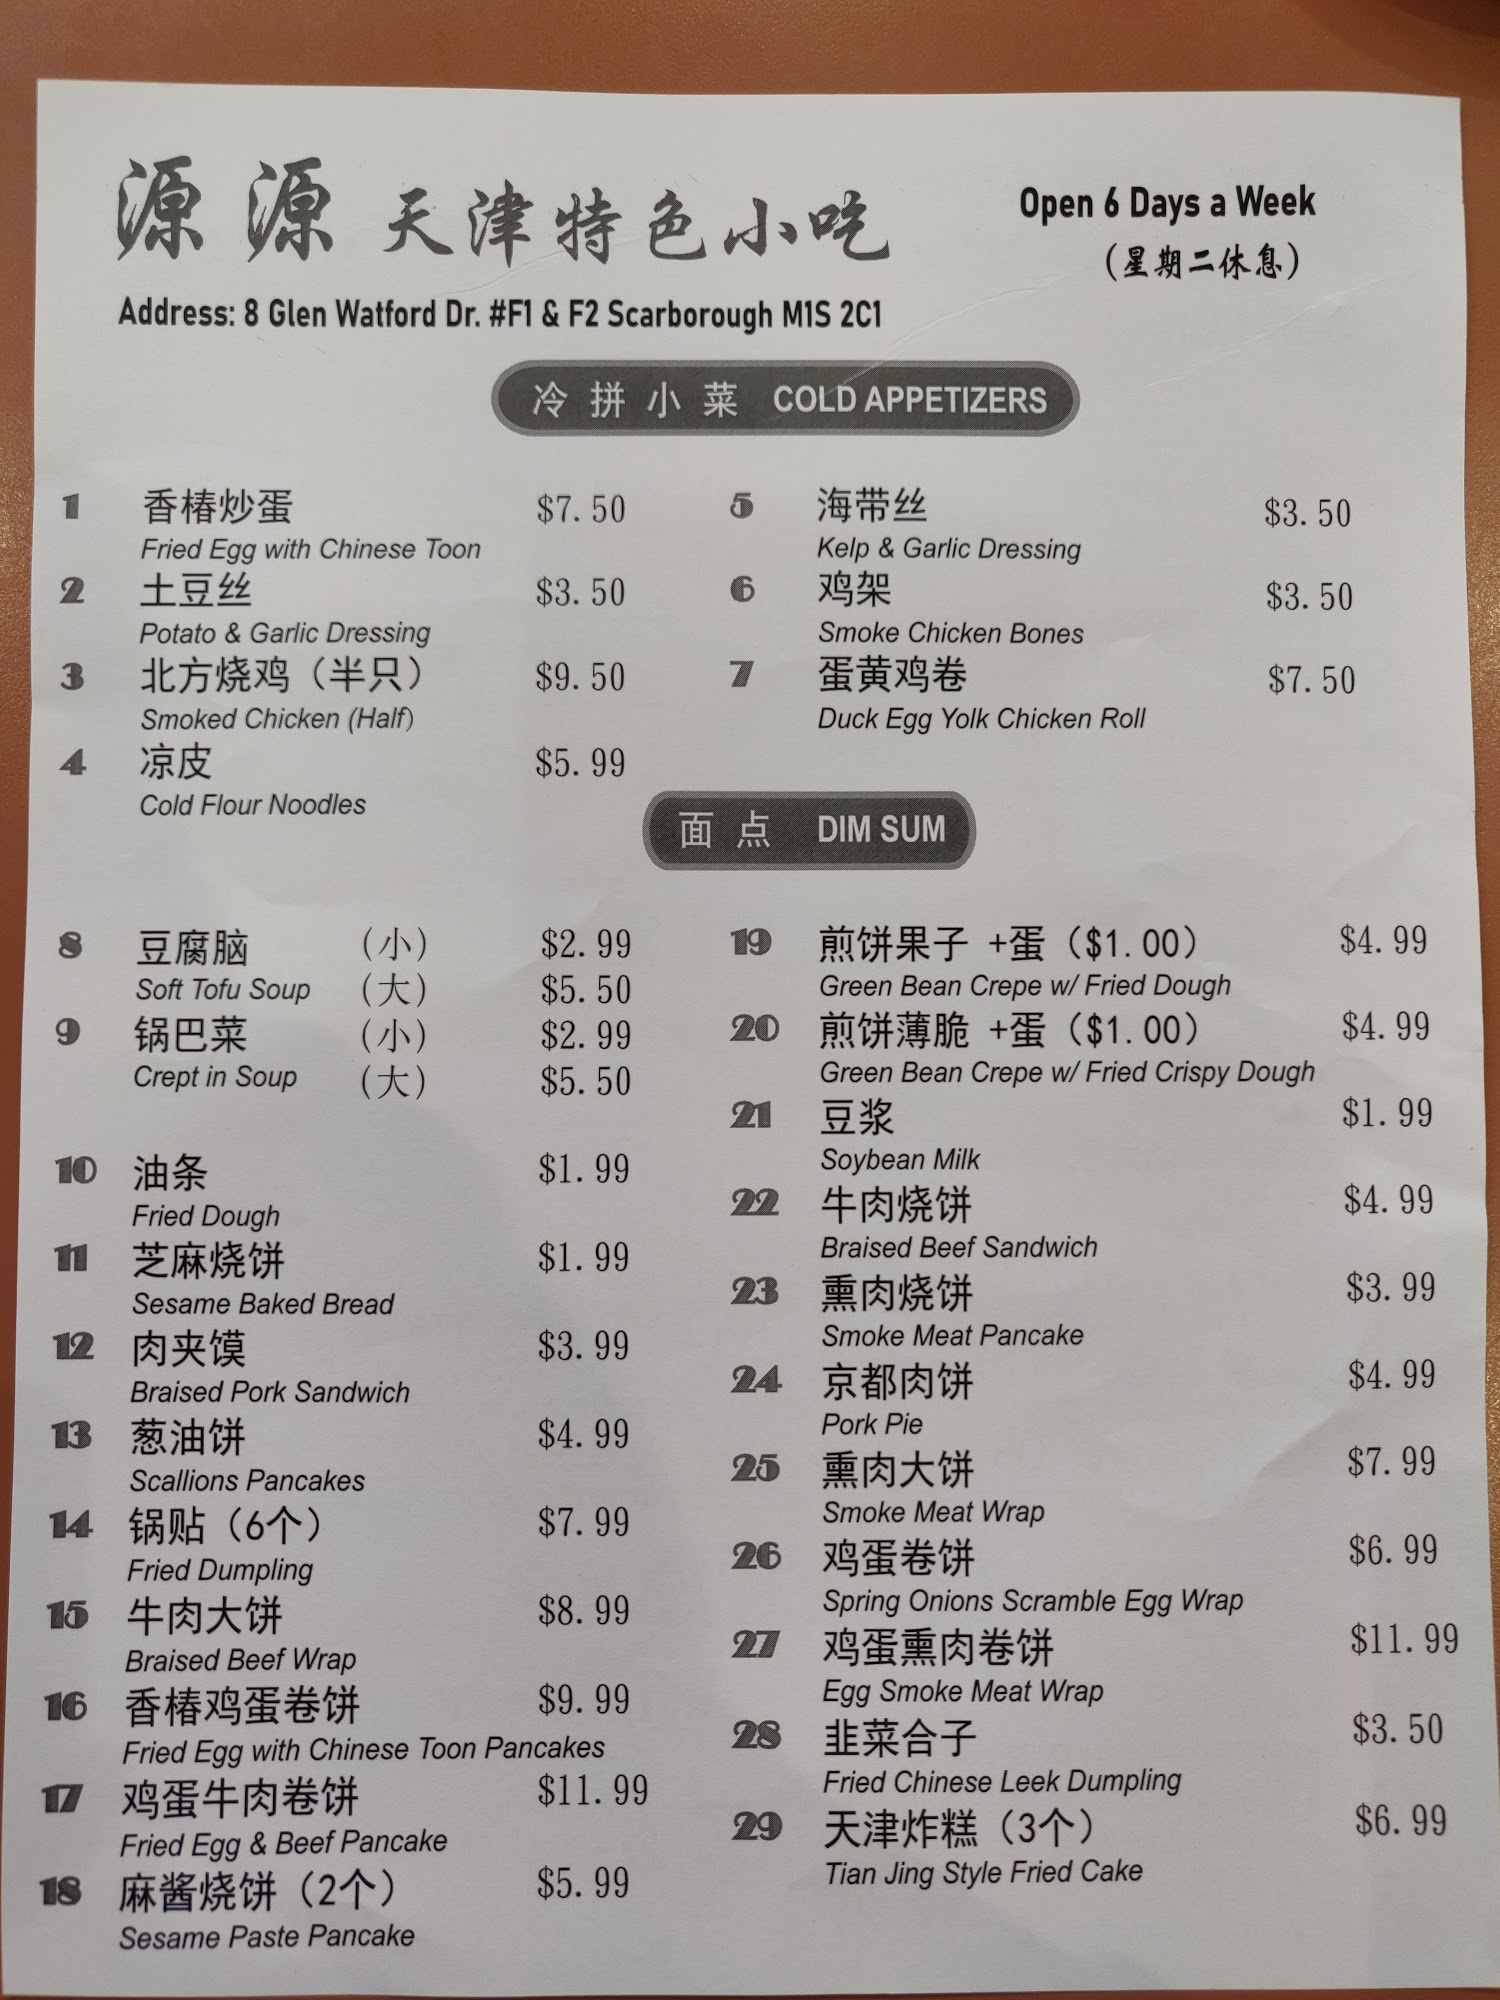 源源 天津特色小吃
Open 6 Days a Week
(星期二休息)
Address: 8 Glen Watford Dr. #F1 & F2 Scarborough M1S 2C1
冷拼小菜 COLD APPETIZERS
1 香椿炒蛋 $7.50
Fried Egg with Chinese Toon
2 土豆丝 $3.50
Potato & Garlic Dressing
3 北方烧鸡（半只） $9.50
Smoked Chicken (Half)
4 凉皮 $5.99
Cold Flour Noodles
5 海带丝 $3.50
Kelp & Garlic Dressing
6 鸡架 $3.50
Smoke Chicken Bones
7 蛋黄鸡卷 $7.50
Duck Egg Yolk Chicken Roll
面点 DIM SUM
8 豆腐脑 （小） $2.99
Soft Tofu Soup （大） $5.50
9 锅巴菜 （小） $2.99
Crept in Soup （大） $5.50
10 油条 $1.99
Fried Dough
11 芝麻烧饼 $1.99
Sesame Baked Bread
12 肉夹馍 $3.99
Braised Pork Sandwich
13 葱油饼 $4.99
Scallions Pancakes
14 锅贴（6个） $7.99
Fried Dumpling
15 牛肉大饼 $8.99
Braised Beef Wrap
16 香椿鸡蛋卷饼 $9.99
Fried Egg with Chinese Toon Pancakes
17 鸡蛋牛肉卷饼 $11.99
Fried Egg & Beef Pancake
18 麻酱烧饼（2个） $5.99
Sesame Paste Pancake
19 煎饼果子 +蛋（$1.00） $4.99
Green Bean Crepe w/ Fried Dough
20 煎饼薄脆 +蛋（$1.00） $4.99
Green Bean Crepe w/ Fried Crispy Dough
21 豆浆 $1.99
Soybean Milk
22 牛肉烧饼 $4.99
Braised Beef Sandwich
23 熏肉烧饼 $3.99
Smoke Meat Pancake
24 京都肉饼 $4.99
Pork Pie
25 熏肉大饼 $7.99
Smoke Meat Wrap
26 鸡蛋卷饼 $6.99
Spring Onions Scramble Egg Wrap
27 鸡蛋熏肉卷饼 $11.99
Egg Smoke Meat Wrap
28 韭菜合子 $3.50
Fried Chinese Leek Dumpling
29 天津炸糕（3个） $6.99
Tian Jing Style Fried Cake